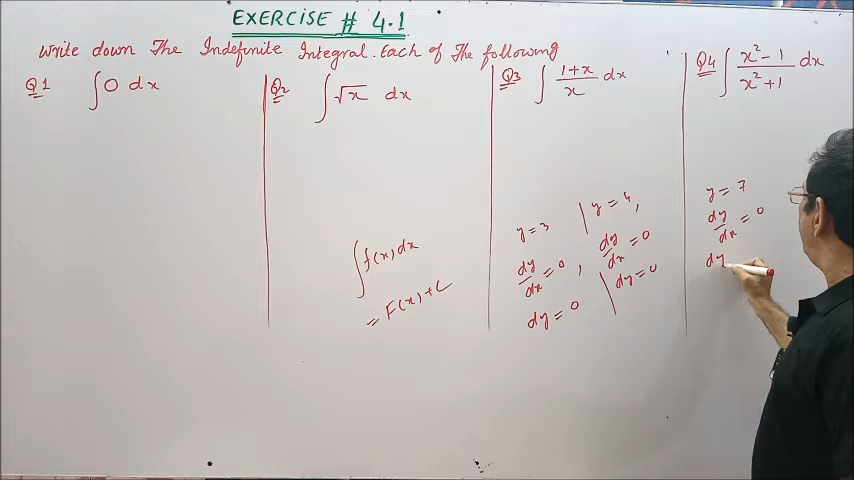 EXERCISE # 4.1
Write down The Indefinite Integral. Each of The following
Q1 ∫ 0 dx
Q2 ∫ √x dx
∫ f(x) dx
= F(x) + C
Q3 ∫ (1+x)/x dx
y = 3
dy/dx = 0,
dy = 0
y = 4,
dy/dx = 0
dy = 0
Q4 ∫ (x² - 1)/(x² + 1) dx
y = 7
dy/dx = 0
dy